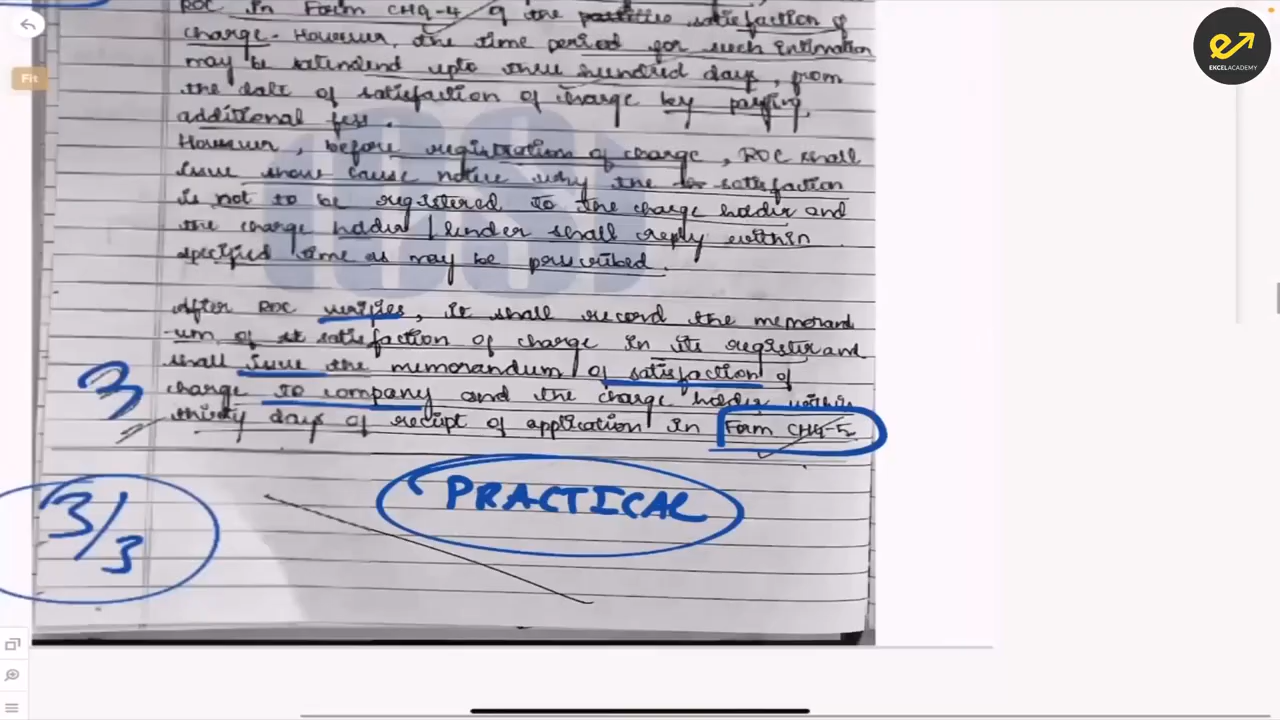 ROC in Form CHG-4 of the satisfaction of
charge. However, the time period for such intimation
may be extended upto three hundred days, from
the date of satisfaction of charge by paying
additional fees.
However, before registration of charge, ROC shall
issue show cause notice why the satisfaction
is not to be registered to the charge holder and
the charge holder / lender shall reply within
specified time as may be prescribed.
After ROC verifies, it shall record the memorand
-um of satisfaction of charge in its register and
shall issue the memorandum of satisfaction of
3
charge to company and the charge holder within
thirty days of recipt of application in Form CHG-5
PRACTICAL
3/3
Fit
EKCEL ACADEMY
ICSI